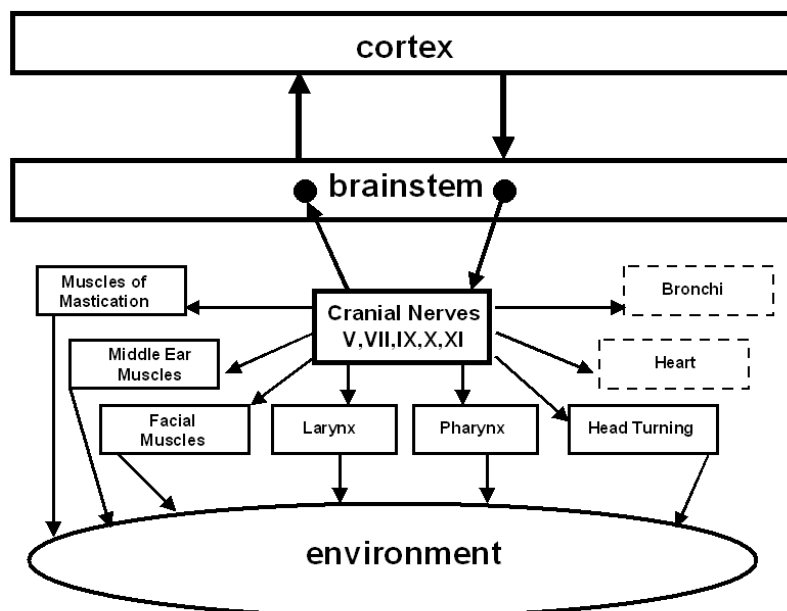 cortex
brainstem
Muscles of
Mastication
Cranial Nerves
V,VII,IX,X,XI
Bronchi
Middle Ear
Muscles
Heart
Facial
Muscles
Larynx
Pharynx
Head Turning
environment